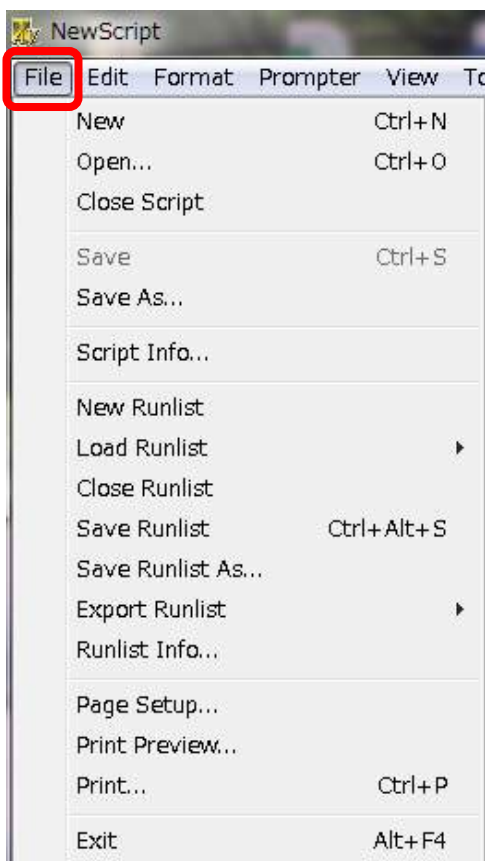 NewScript
File Edit Format Prompter View To
New Ctrl+N
Open... Ctrl+O
Close Script
Save Ctrl+S
Save As...
Script Info...
New Runlist
Load Runlist
Close Runlist
Save Runlist Ctrl+Alt+S
Save Runlist As...
Export Runlist
Runlist Info...
Page Setup...
Print Preview...
Print... Ctrl+P
Exit Alt+F4